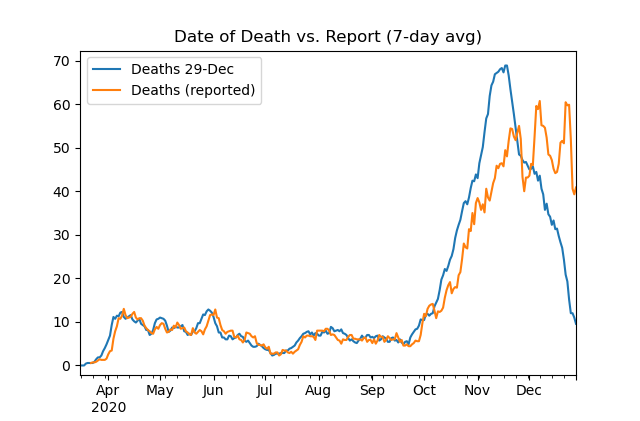 Date of Death vs. Report (7-day avg)
Deaths 29-Dec
Deaths (reported)
70
60
50
40
30
20
10
0
Apr May Jun Jul Aug Sep Oct Nov Dec
2020